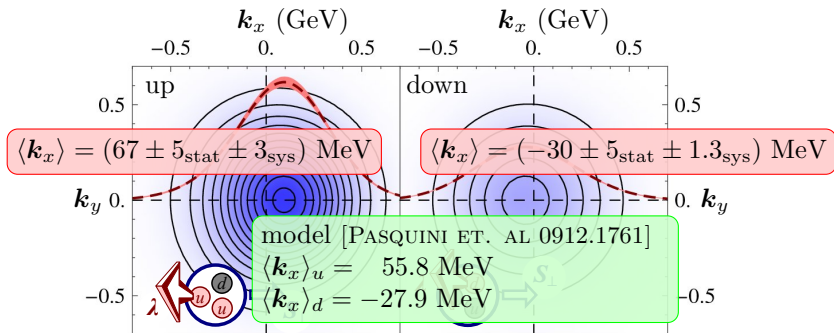 k_x (GeV) k_x (GeV)
−0.5 0. 0.5 −0.5 0. 0.5
up down
0.5 0.5
⟨k_x⟩ = (67 ± 5_stat ± 3_sys) MeV ⟨k_x⟩ = (−30 ± 5_stat ± 1.3_sys) MeV
k_y 0. 0. k_y
model [PASQUINI ET. AL 0912.1761]
⟨k_x⟩_u = 55.8 MeV
⟨k_x⟩_d = −27.9 MeV
−0.5 −0.5
λ u d u
S_⊥